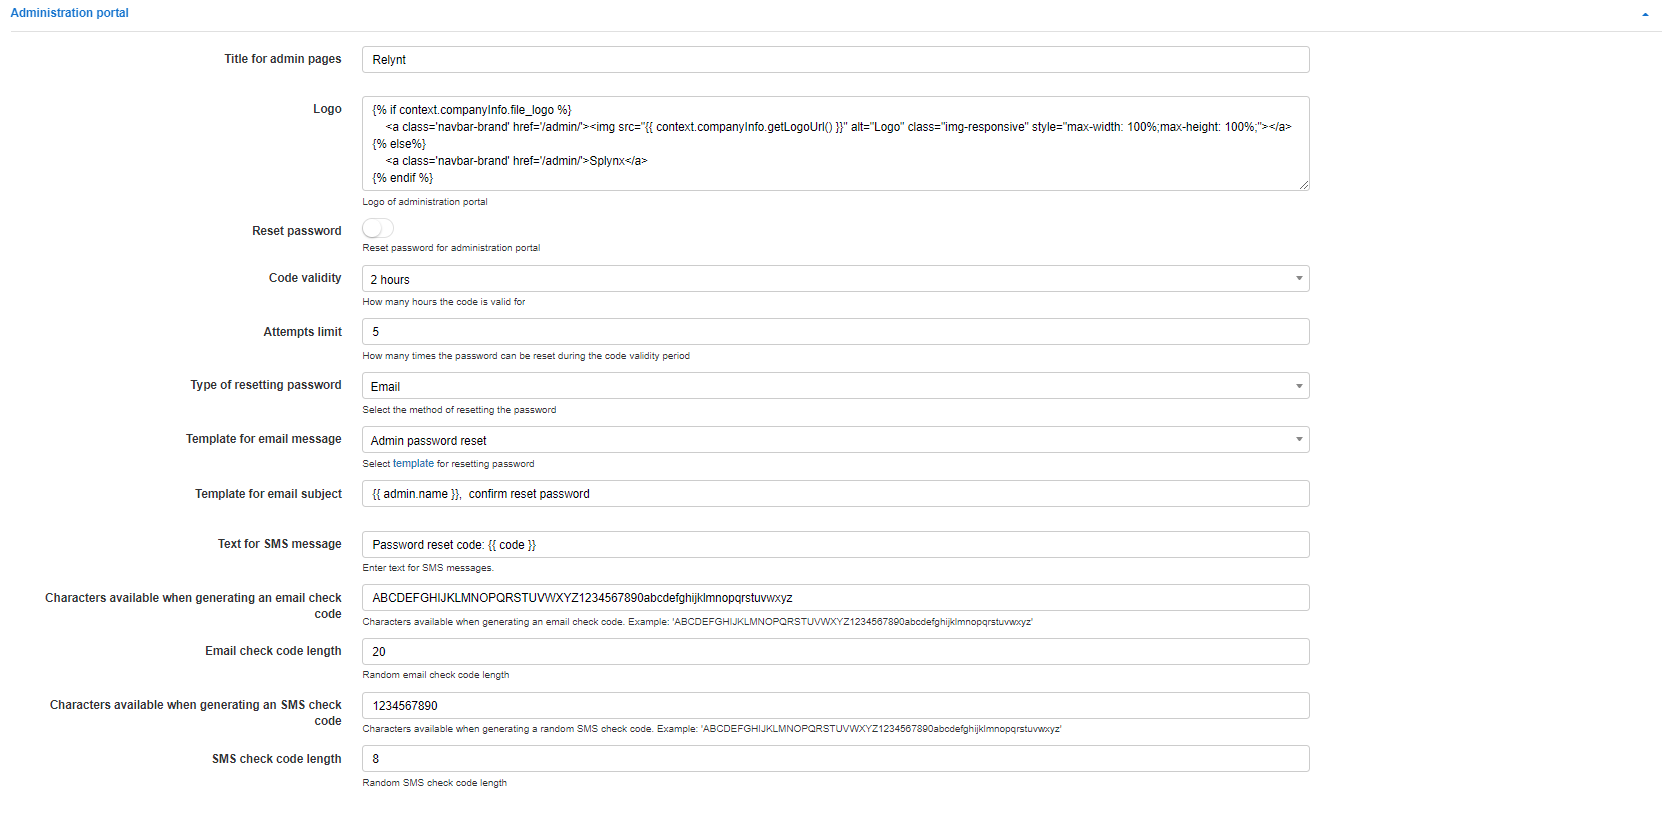 Administration portal
Title for admin pages
Relynt
Logo
{% if context.companyInfo.file_logo %}
<a class='navbar-brand' href='/admin/'><img src="{{ context.companyInfo.getLogoUrl() }}" alt="Logo" class="img-responsive" style="max-width: 100%;max-height: 100%;"></a>
{% else%}
<a class='navbar-brand' href='/admin/'>Splynx</a>
{% endif %}
Logo of administration portal
Reset password
Reset password for administration portal
Code validity
2 hours
How many hours the code is valid for
Attempts limit
5
How many times the password can be reset during the code validity period
Type of resetting password
Email
Select the method of resetting the password
Template for email message
Admin password reset
Select template for resetting password
Template for email subject
{{ admin.name }}, confirm reset password
Text for SMS message
Password reset code: {{ code }}
Enter text for SMS messages.
Characters available when generating an email check
code
ABCDEFGHIJKLMNOPQRSTUVWXYZ1234567890abcdefghijklmnopqrstuvwxyz
Characters available when generating an email check code. Example: 'ABCDEFGHIJKLMNOPQRSTUVWXYZ1234567890abcdefghijklmnopqrstuvwxyz'
Email check code length
20
Random email check code length
Characters available when generating an SMS check
code
1234567890
Characters available when generating a random SMS check code. Example: 'ABCDEFGHIJKLMNOPQRSTUVWXYZ1234567890abcdefghijklmnopqrstuvwxyz'
SMS check code length
8
Random SMS check code length